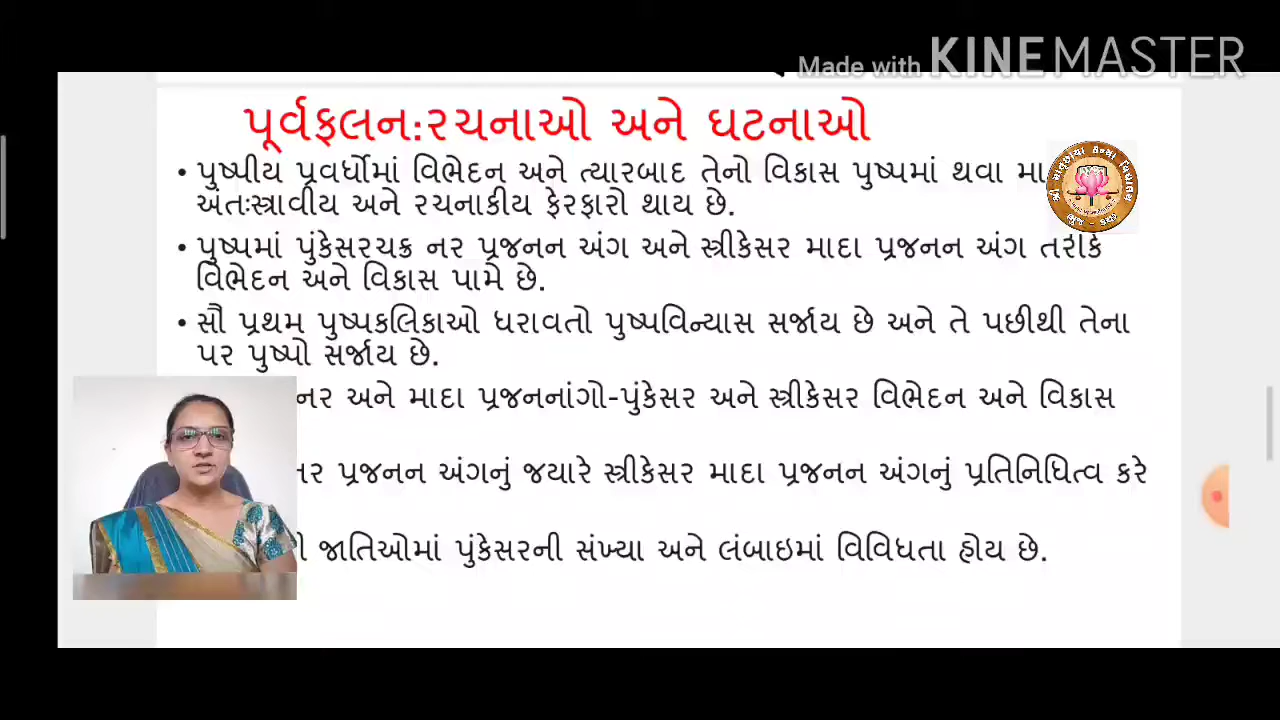 Made with KINEMASTER
પૂર્વફલન:રચનાઓ અને ઘટનાઓ
• પુષ્પીય પ્રવર્ધોમાં વિભેદન અને ત્યારબાદ તેનો વિકાસ પુષ્પમાં થવા
અંતઃસ્ત્રાવીય અને રચનાકીય ફેરફારો થાય છે.
• પુષ્પમાં પુંકેસરચક્ર નર પ્રજનન અંગ અને સ્ત્રીકેસર માદા પ્રજનન અંગ તરીકે
વિભેદન અને વિકાસ પામે છે.
• સૌ પ્રથમ પુષ્પકલિકાઓ ધરાવતો પુષ્પવિન્યાસ સર્જાય છે અને તે પછીથી તેના
પર પુષ્પો સર્જાય છે.
નર અને માદા પ્રજનનાંગો-પુંકેસર અને સ્ત્રીકેસર વિભેદન અને વિકાસ
નર પ્રજનન અંગનું જયારે સ્ત્રીકેસર માદા પ્રજનન અંગનું પ્રતિનિધિત્વ કરે
જાતિઓમાં પુંકેસરની સંખ્યા અને લંબાઇમાં વિવિધતા હોય છે.